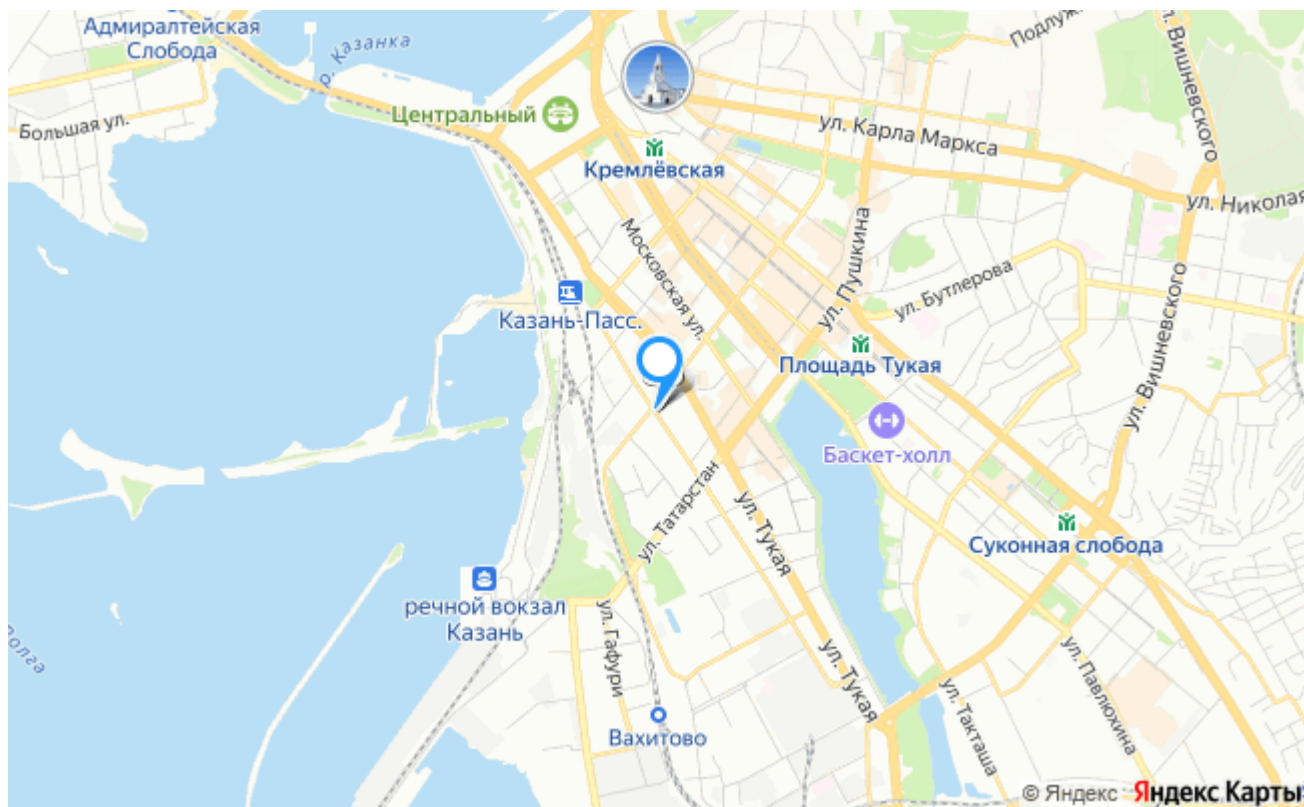 Адмиралтейская
Слобода
р. Казанка
Подлуж
ул. Вишневского
Большая ул.
Центральный
ул. Карла Маркса
Кремлёвская
ул. Николая
Московская ул.
ул. Пушкина
ул. Бутлерова
Казань-Пасс.
Площадь Тукая
ул. Вишневского
Баскет-холл
ул. Татарстан
ул. Тукая
Суконная слобода
речной вокзал
Казань
ул. Гафури
Волга
ул. Тукая
ул. Павлюхина
ул. Такташа
Вахитово
© Яндекс Яндекс Карты